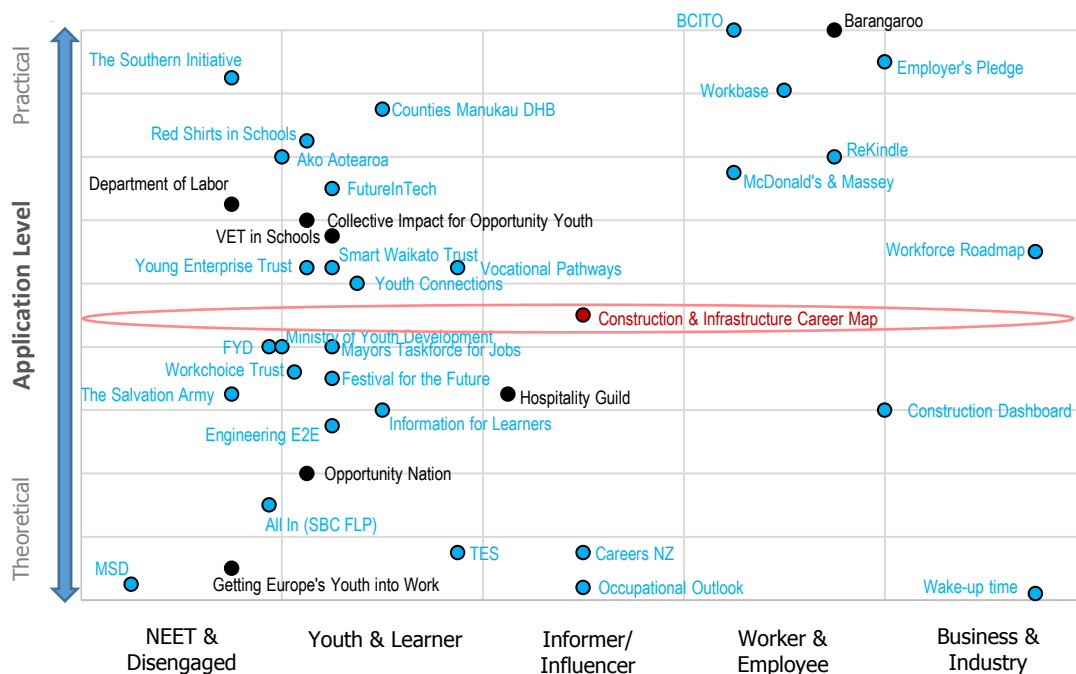 BCITO
Barangaroo
The Southern Initiative
Employer's Pledge
Workbase
Counties Manukau DHB
Red Shirts in Schools
Ako Aotearoa
ReKindle
McDonald's & Massey
Department of Labor
FutureInTech
Collective Impact for Opportunity Youth
VET in Schools
Smart Waikato Trust
Workforce Roadmap
Young Enterprise Trust
Vocational Pathways
Youth Connections
Construction & Infrastructure Career Map
Ministry of Youth Development
FYD
Mayors Taskforce for Jobs
Workchoice Trust
Festival for the Future
The Salvation Army
Hospitality Guild
Construction Dashboard
Information for Learners
Engineering E2E
Opportunity Nation
All In (SBC FLP)
TES
Careers NZ
MSD
Getting Europe's Youth into Work
Occupational Outlook
Wake-up time
Practical
Application Level
Theoretical
NEET &
Disengaged
Youth & Learner
Informer/
Influencer
Worker &
Employee
Business &
Industry